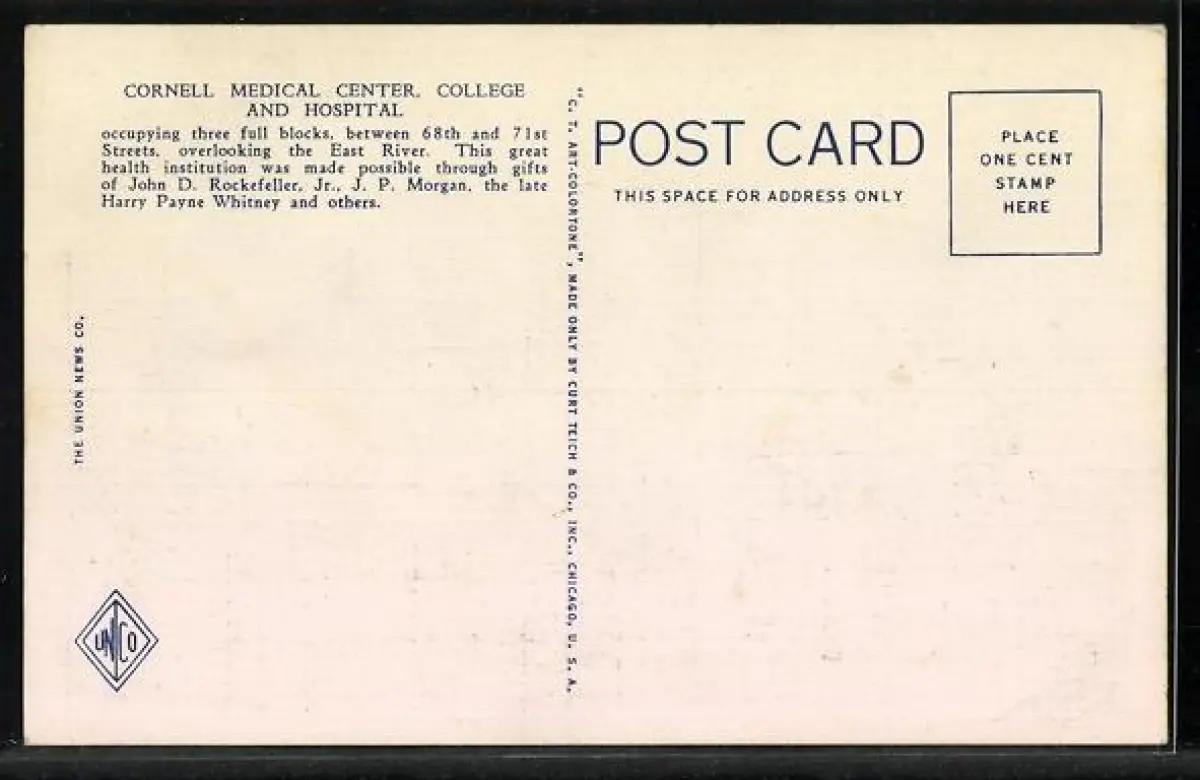 CORNELL MEDICAL CENTER, COLLEGE
AND HOSPITAL
occupying three full blocks, between 68th and 71st
Streets, overlooking the East River. This great
health institution was made possible through gifts
of John D. Rockefeller, Jr., J. P. Morgan, the late
Harry Payne Whitney and others.
THE UNION NEWS CO.
UNCO
"C. T. ART-COLORTONE", MADE ONLY BY CURT TEICH & CO., INC., CHICAGO, U. S. A.
POST CARD
THIS SPACE FOR ADDRESS ONLY
PLACE
ONE CENT
STAMP
HERE